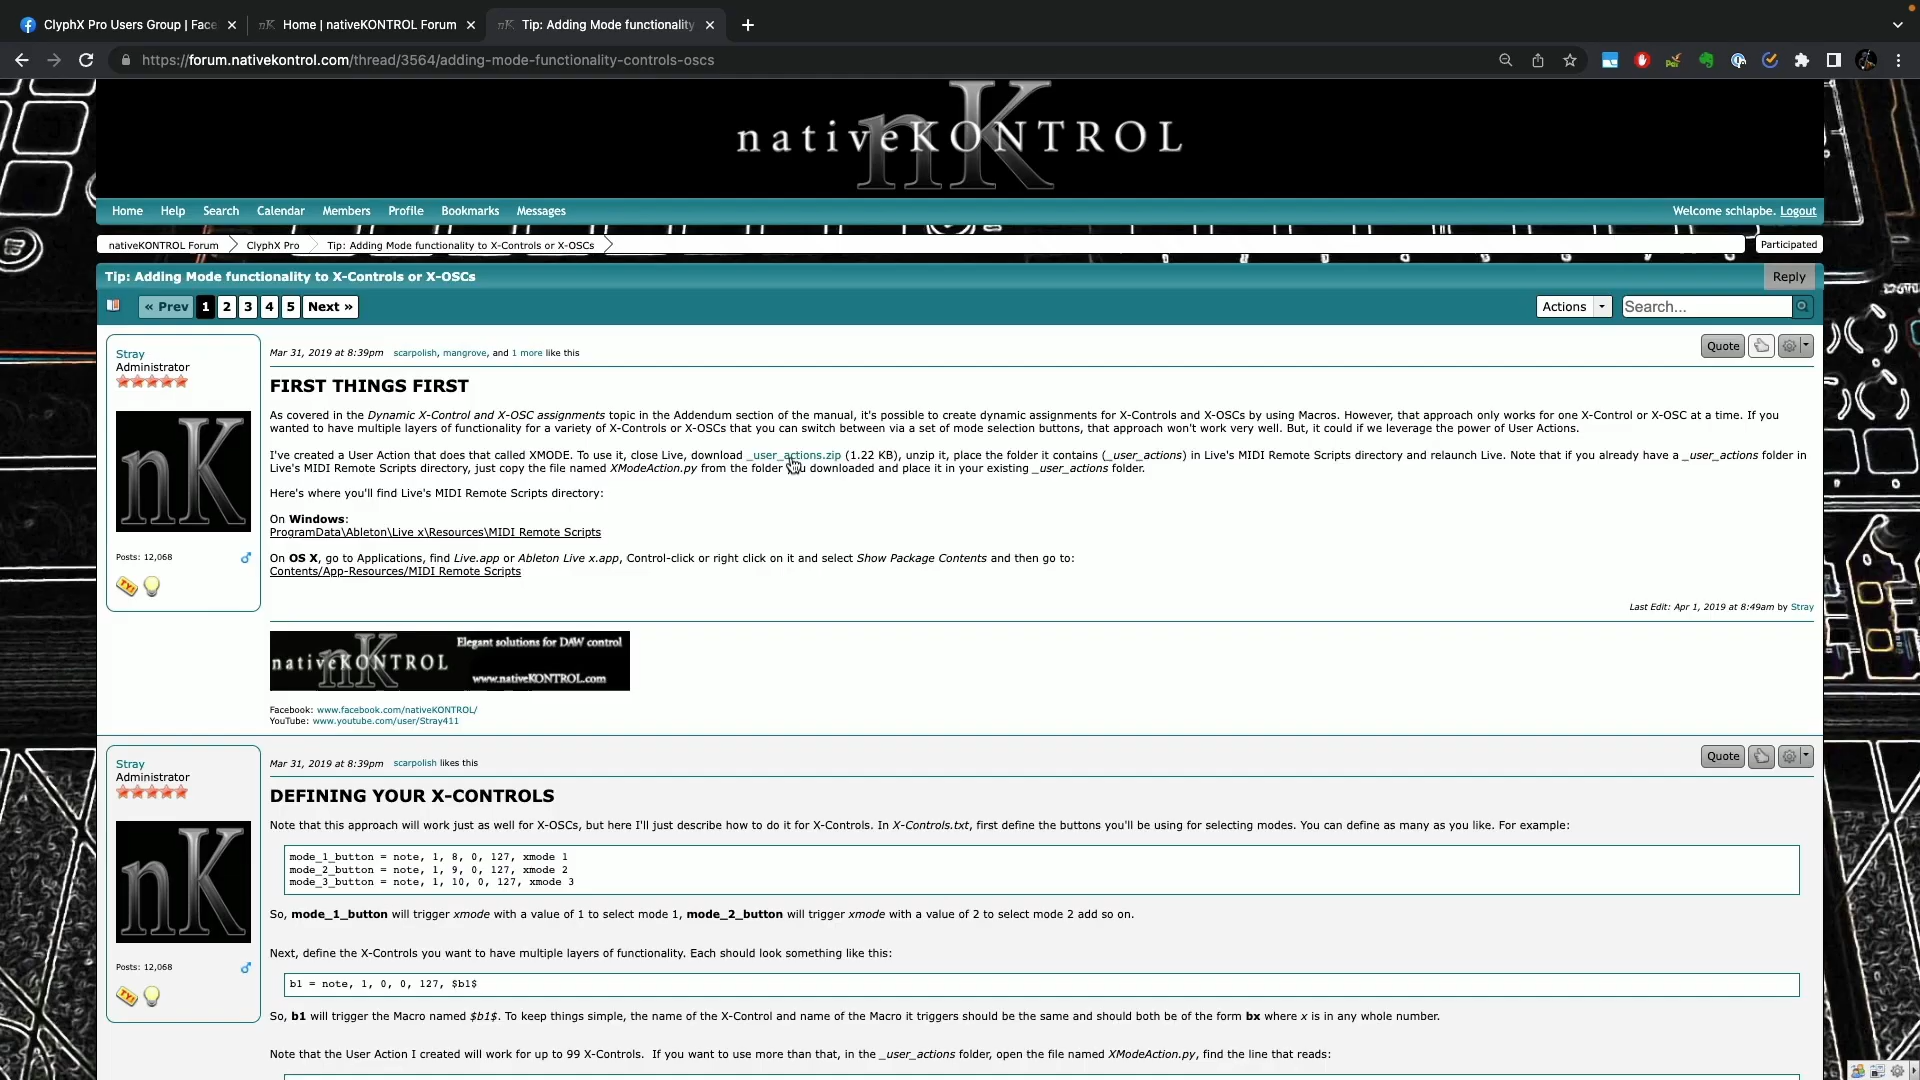 ClyphX Pro Users Group | Face
Home | nativeKONTROL Forum
Tip: Adding Mode functionality
https://forum.nativekontrol.com/thread/3564/adding-mode-functionality-controls-oscs
nativeKONTROL
Home Help Search Calendar Members Profile Bookmarks Messages
Welcome schlapbe. Logout
nativeKONTROL Forum ClyphX Pro Tip: Adding Mode functionality to X-Controls or X-OSCs
Participated
Tip: Adding Mode functionality to X-Controls or X-OSCs
Reply
« Prev 1 2 3 4 5 Next »
Actions Search...
Stray
Administrator
nK
Posts: 12,068
Mar 31, 2019 at 8:39pm scarpolish, mangrove, and 1 more like this
Quote
FIRST THINGS FIRST
As covered in the Dynamic X-Control and X-OSC assignments topic in the Addendum section of the manual, it's possible to create dynamic assignments for X-Controls and X-OSCs by using Macros. However, that approach only works for one X-Control or X-OSC at a time. If you
wanted to have multiple layers of functionality for a variety of X-Controls or X-OSCs that you can switch between via a set of mode selection buttons, that approach won't work very well. But, it could if we leverage the power of User Actions.
I've created a User Action that does that called XMODE. To use it, close Live, download _user_actions.zip (1.22 KB), unzip it, place the folder it contains (_user_actions) in Live's MIDI Remote Scripts directory and relaunch Live. Note that if you already have a _user_actions folder in
Live's MIDI Remote Scripts directory, just copy the file named XModeAction.py from the folder downloaded and place it in your existing _user_actions folder.
Here's where you'll find Live's MIDI Remote Scripts directory:
On Windows:
ProgramData\Ableton\Live x\Resources\MIDI Remote Scripts
On OS X, go to Applications, find Live.app or Ableton Live x.app, Control-click or right click on it and select Show Package Contents and then go to:
Contents/App-Resources/MIDI Remote Scripts
Last Edit: Apr 1, 2019 at 8:49am by Stray
nativeKONTROL
Elegant solutions for DAW control
www.nativeKONTROL.com
Facebook: www.facebook.com/nativeKONTROL/
YouTube: www.youtube.com/user/Stray411
Stray
Administrator
nK
Posts: 12,068
Mar 31, 2019 at 8:39pm scarpolish likes this
Quote
DEFINING YOUR X-CONTROLS
Note that this approach will work just as well for X-OSCs, but here I'll just describe how to do it for X-Controls. In X-Controls.txt, first define the buttons you'll be using for selecting modes. You can define as many as you like. For example:
mode_1_button = note, 1, 8, 0, 127, xmode 1
mode_2_button = note, 1, 9, 0, 127, xmode 2
mode_3_button = note, 1, 10, 0, 127, xmode 3
So, mode_1_button will trigger xmode with a value of 1 to select mode 1, mode_2_button will trigger xmode with a value of 2 to select mode 2 add so on.
Next, define the X-Controls you want to have multiple layers of functionality. Each should look something like this:
b1 = note, 1, 0, 0, 127, $b1$
So, b1 will trigger the Macro named $b1$. To keep things simple, the name of the X-Control and name of the Macro it triggers should be the same and should both be of the form bx where x is in any whole number.
Note that the User Action I created will work for up to 99 X-Controls. If you want to use more than that, in the _user_actions folder, open the file named XModeAction.py, find the line that reads: